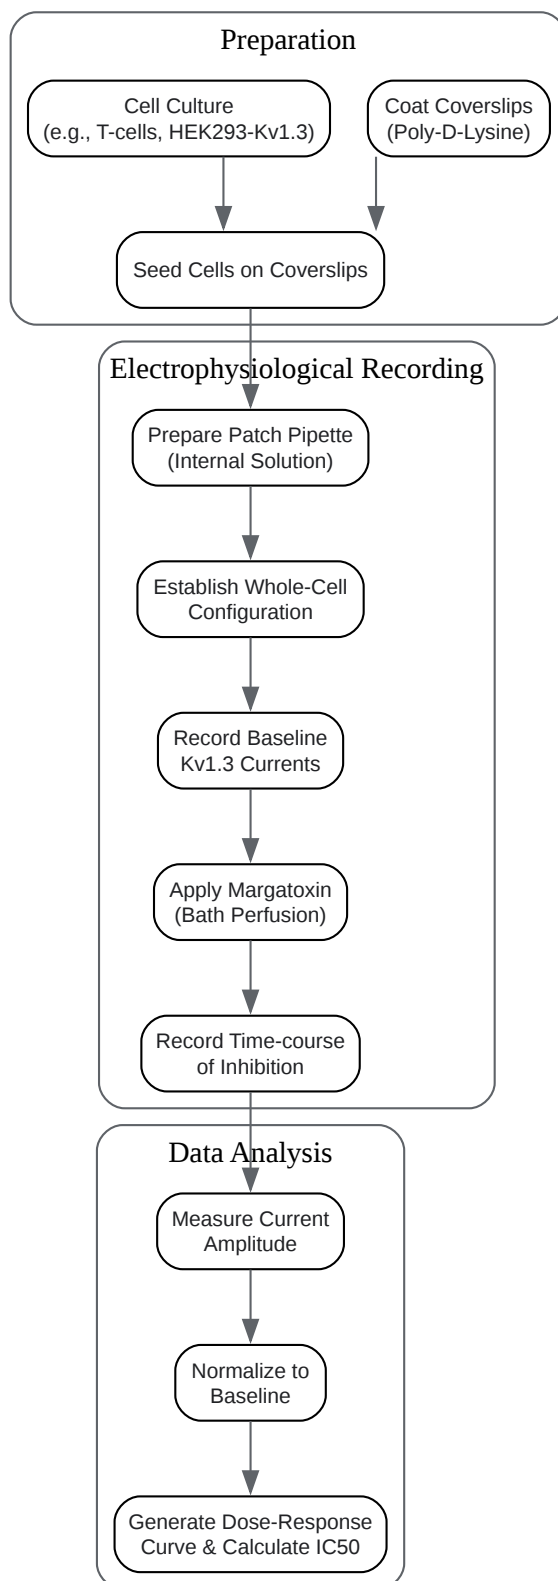 Preparation
Cell Culture
(e.g., T-cells, HEK293-Kv1.3)
Coat Coverslips
(Poly-D-Lysine)
Seed Cells on Coverslips
Electrophysiological Recording
Prepare Patch Pipette
(Internal Solution)
Establish Whole-Cell
Configuration
Record Baseline
Kv1.3 Currents
Apply Margatoxin
(Bath Perfusion)
Record Time-course
of Inhibition
Data Analysis
Measure Current
Amplitude
Normalize to
Baseline
Generate Dose-Response
Curve & Calculate IC50